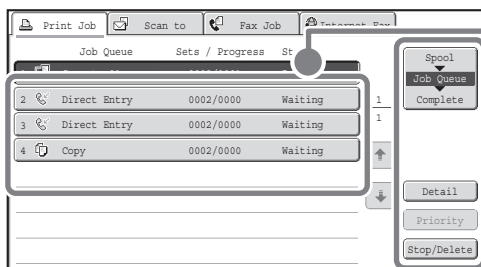 Print Job Scan to Fax Job Internet Fax
Job Queue Sets / Progress St
2 Direct Entry 0002/0000 Waiting
3 Direct Entry 0002/0000 Waiting
4 Copy 0002/0000 Waiting
1
1
Spool
Job Queue
Complete
Detail
Priority
Stop/Delete